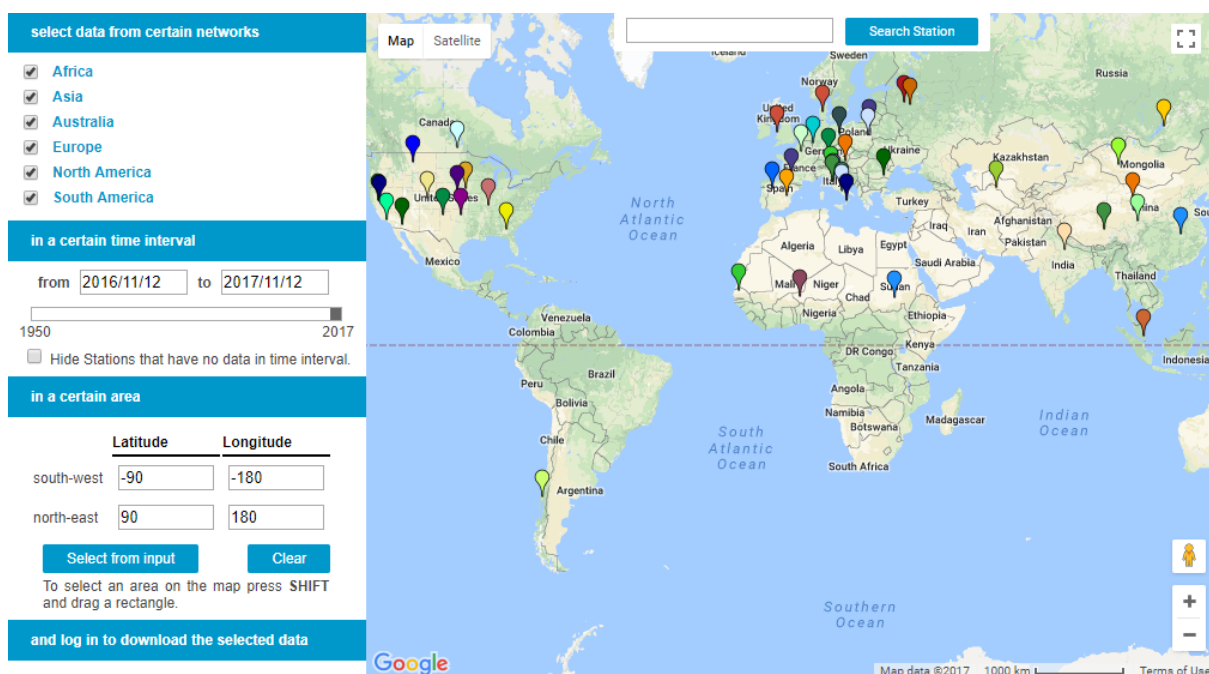 select data from certain networks
Africa
Asia
Australia
Europe
North America
South America
in a certain time interval
from 2016/11/12 to 2017/11/12
1950 2017
Hide Stations that have no data in time interval.
in a certain area
Latitude Longitude
south-west -90 -180
north-east 90 180
Select from input Clear
To select an area on the map press SHIFT
and drag a rectangle.
and log in to download the selected data
Map Satellite
Search Station
Iceland
Sweden
Norway
Russia
United
Kingdom
Canada
Poland
Germany
Ukraine
France
Kazakhstan
Mongolia
Italy
Spain
United States
Turkey
China
North
Atlantic
Ocean
Afghanistan
Iraq
Iran
Pakistan
Algeria
Libya
Egypt
Saudi Arabia
Mexico
India
Mali
Niger
Sudan
Chad
Thailand
Nigeria
Ethiopia
Venezuela
Colombia
Kenya
DR Congo
Indonesia
Tanzania
Brazil
Peru
Angola
Bolivia
Namibia
Botswana
Madagascar
Indian
Ocean
Chile
South
Atlantic
Ocean
South Africa
Argentina
Southern
Ocean
Google
Map data ©2017 1000 km Terms of Use